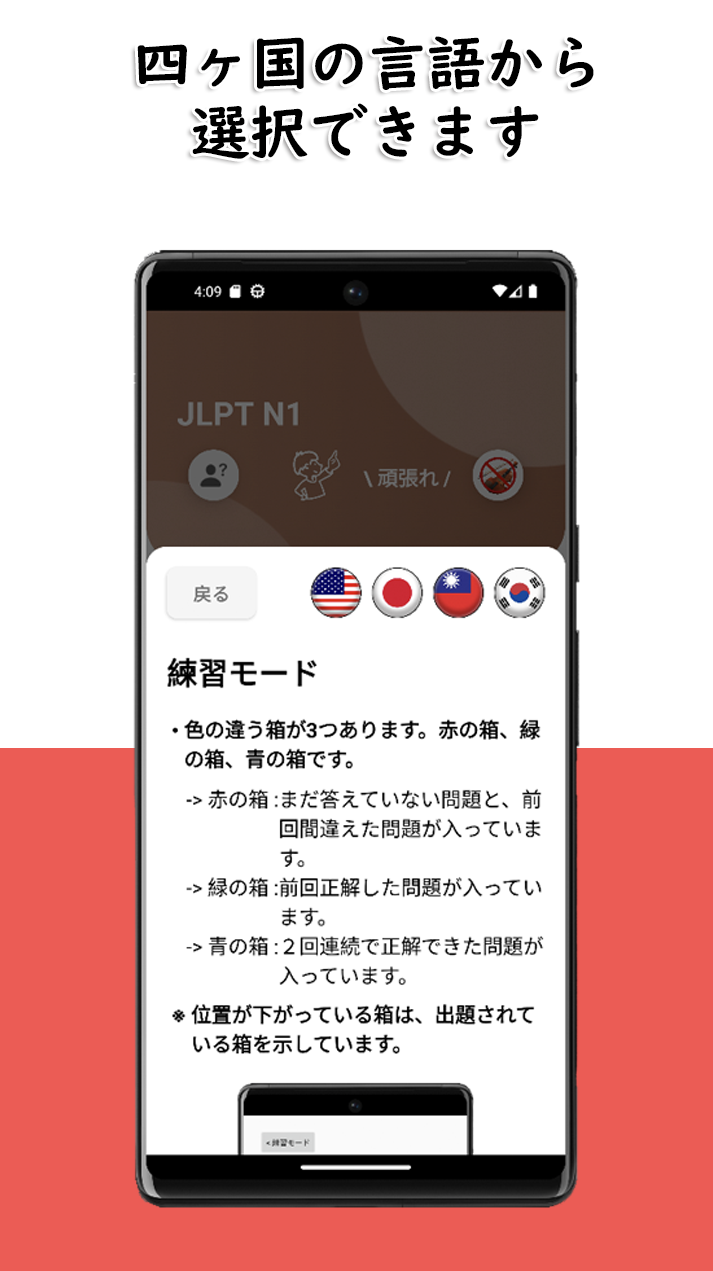 四ヶ国の言語から
選択できます
4:09
JLPT N1
?
\ 頑張れ /
戻る
練習モード
・色の違う箱が3つあります。赤の箱、緑
の箱、青の箱です。
-> 赤の箱 :まだ答えていない問題と、前
回間違えた問題が入っていま
す。
-> 緑の箱 :前回正解した問題が入ってい
ます。
-> 青の箱 :２回連続で正解できた問題が
入っています。
※ 位置が下がっている箱は、出題されて
いる箱を示しています。
<練習モード